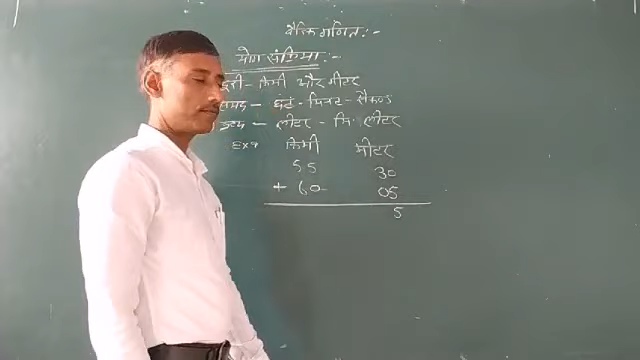 वैदिक गणित :-
योग संक्रिया :-
दूरी - किमी और मीटर
समय - घंटे - मिनट - सैकण्ड
द्रव्य - लीटर - मि. लीटर
Ex? किमी मीटर
55 30
+ 60 05
5